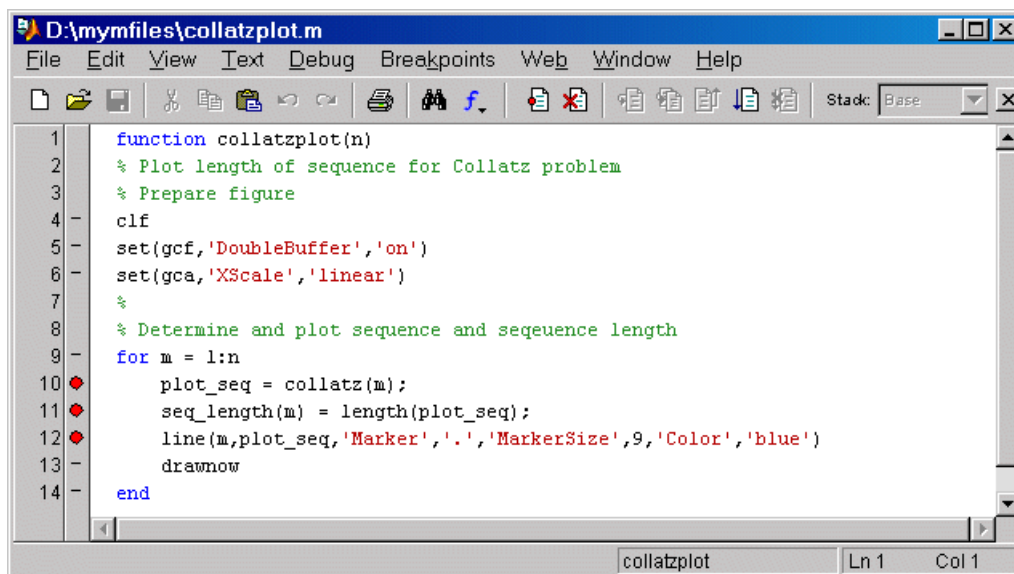 D:\mymfiles\collatzplot.m
File Edit View Text Debug Breakpoints Web Window Help
Stack: Base
1 function collatzplot(n)
2 % Plot length of sequence for Collatz problem
3 % Prepare figure
4 - clf
5 - set(gcf,'DoubleBuffer','on')
6 - set(gca,'XScale','linear')
7 %
8 % Determine and plot sequence and seqeuence length
9 - for m = 1:n
10 plot_seq = collatz(m);
11 seq_length(m) = length(plot_seq);
12 line(m,plot_seq,'Marker','.','MarkerSize',9,'Color','blue')
13 - drawnow
14 - end
collatzplot Ln 1 Col 1